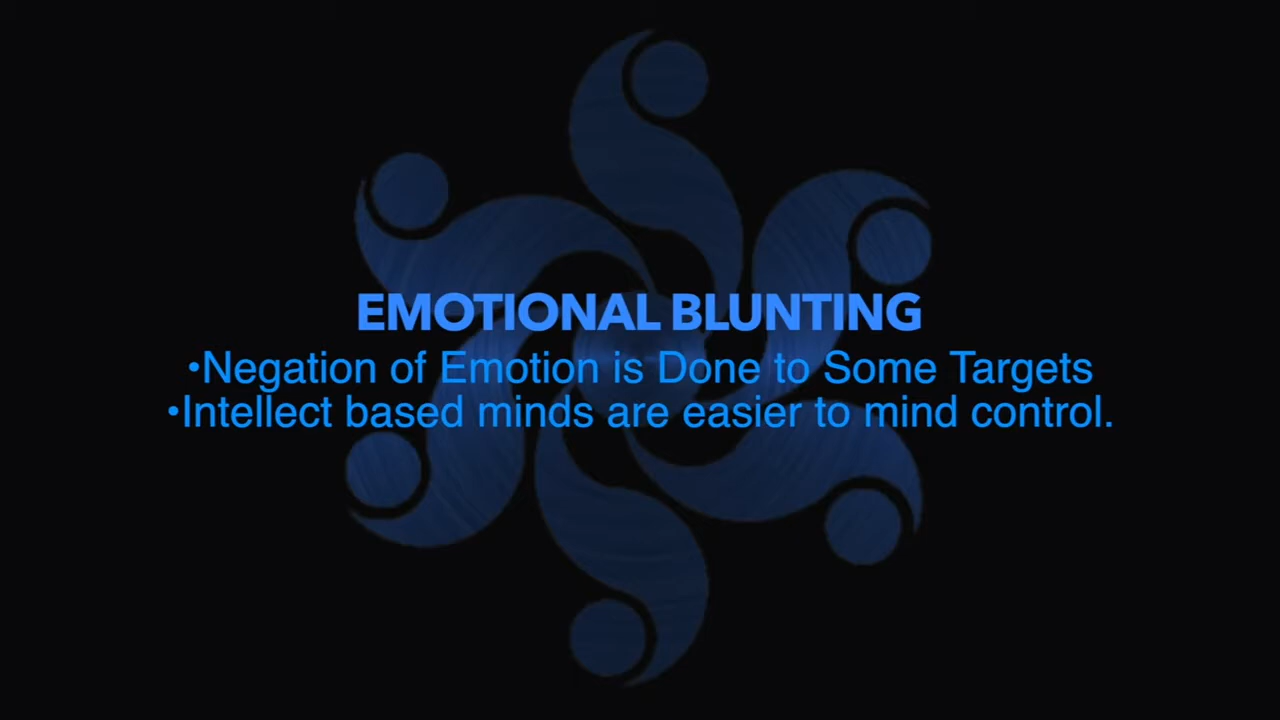 EMOTIONAL BLUNTING
•Negation of Emotion is Done to Some Targets
•Intellect based minds are easier to mind control.